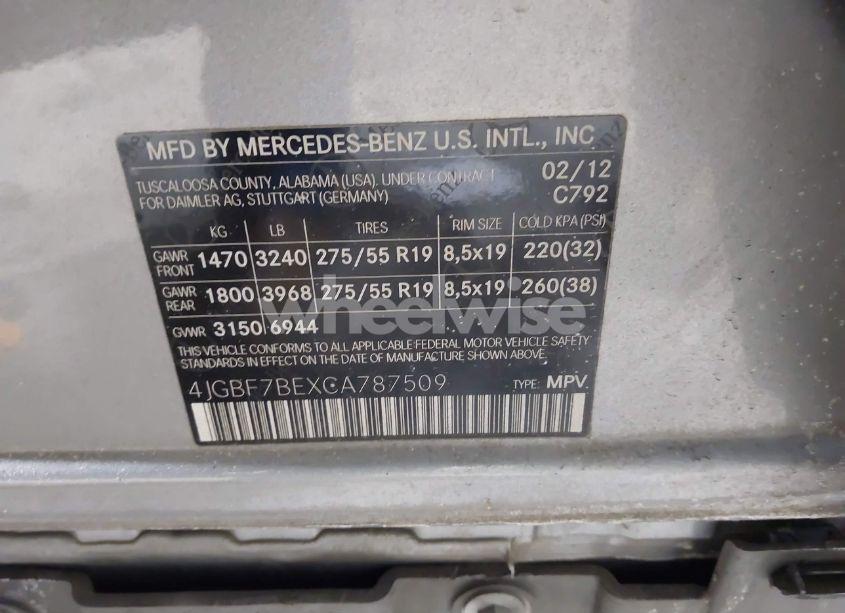 MFD BY MERCEDES-BENZ U.S. INTL., INC
TUSCALOOSA COUNTY, ALABAMA (USA). UNDER CONTRACT 02/12
FOR DAIMLER AG, STUTTGART (GERMANY) C792
KG LB TIRES RIM SIZE COLD KPA (PSI)
GAWR FRONT 1470 3240 275/55 R19 8,5x19 220(32)
GAWR REAR 1800 3968 275/55 R19 8,5x19 260(38)
GVWR 3150 6944
wheelwise
THIS VEHICLE CONFORMS TO ALL APPLICABLE FEDERAL MOTOR VEHICLE SAFETY
STANDARDS IN EFFECT ON THE DATE OF MANUFACTURE SHOWN ABOVE.
4JGBF7BEXCA787509 TYPE: MPV